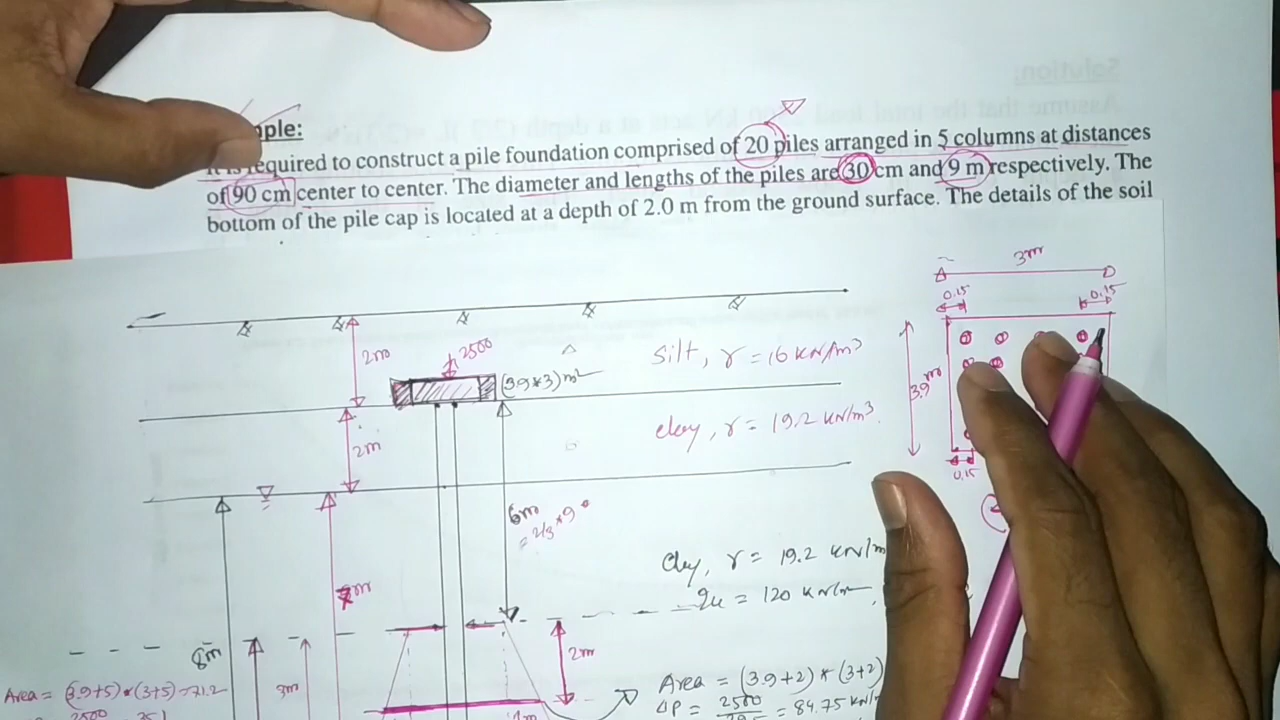 ple:
required to construct a pile foundation comprised of 20 piles arranged in 5 columns at distances
of 90 cm center to center. The diameter and lengths of the piles are 30 cm and 9 m respectively. The
bottom of the pile cap is located at a depth of 2.0 m from the ground surface. The details of the soil
3m
0.15
0.15
2m
2500
(3.9*3)m²
silt, γ = 16 KN/m³
3.9m
2m
clay, γ = 19.2 KN/m³
0.15
6m
= 2/3*9
clay, γ = 19.2 KN/m
qu = 120 KN/m
8m
2m
Area = (3.9+5)*(3+5)=71.2
3m
Area = (3.9+2)*(3+2)
ΔP = 2500
= 84.75 KN/
2500